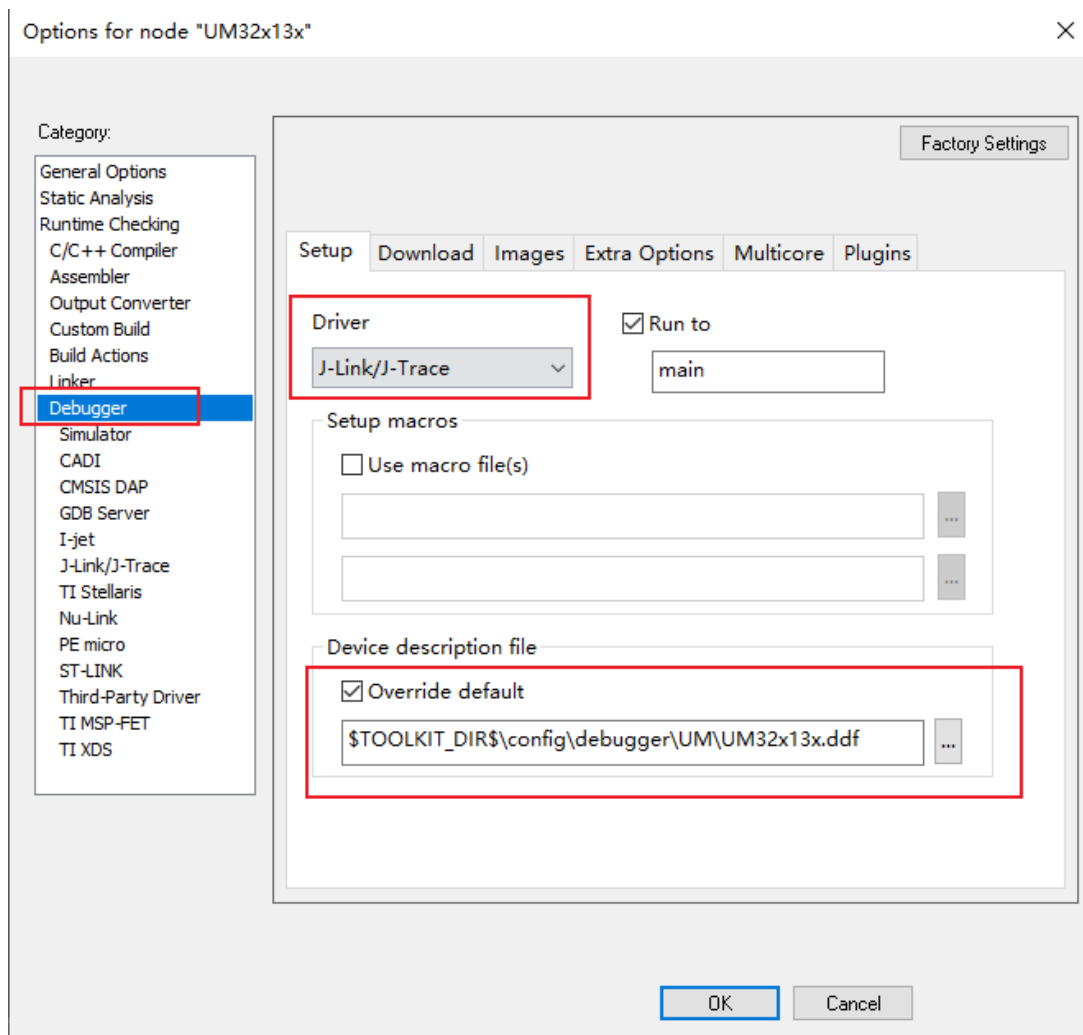 Options for node "UM32x13x"
Category:
Factory Settings
General Options
Static Analysis
Runtime Checking
C/C++ Compiler
Assembler
Output Converter
Custom Build
Build Actions
Linker
Debugger
Simulator
CADI
CMSIS DAP
GDB Server
I-jet
J-Link/J-Trace
TI Stellaris
Nu-Link
PE micro
ST-LINK
Third-Party Driver
TI MSP-FET
TI XDS
Setup Download Images Extra Options Multicore Plugins
Driver
Run to
J-Link/J-Trace
main
Setup macros
Use macro file(s)
...
...
Device description file
Override default
$TOOLKIT_DIR$\config\debugger\UM\UM32x13x.ddf
...
OK Cancel